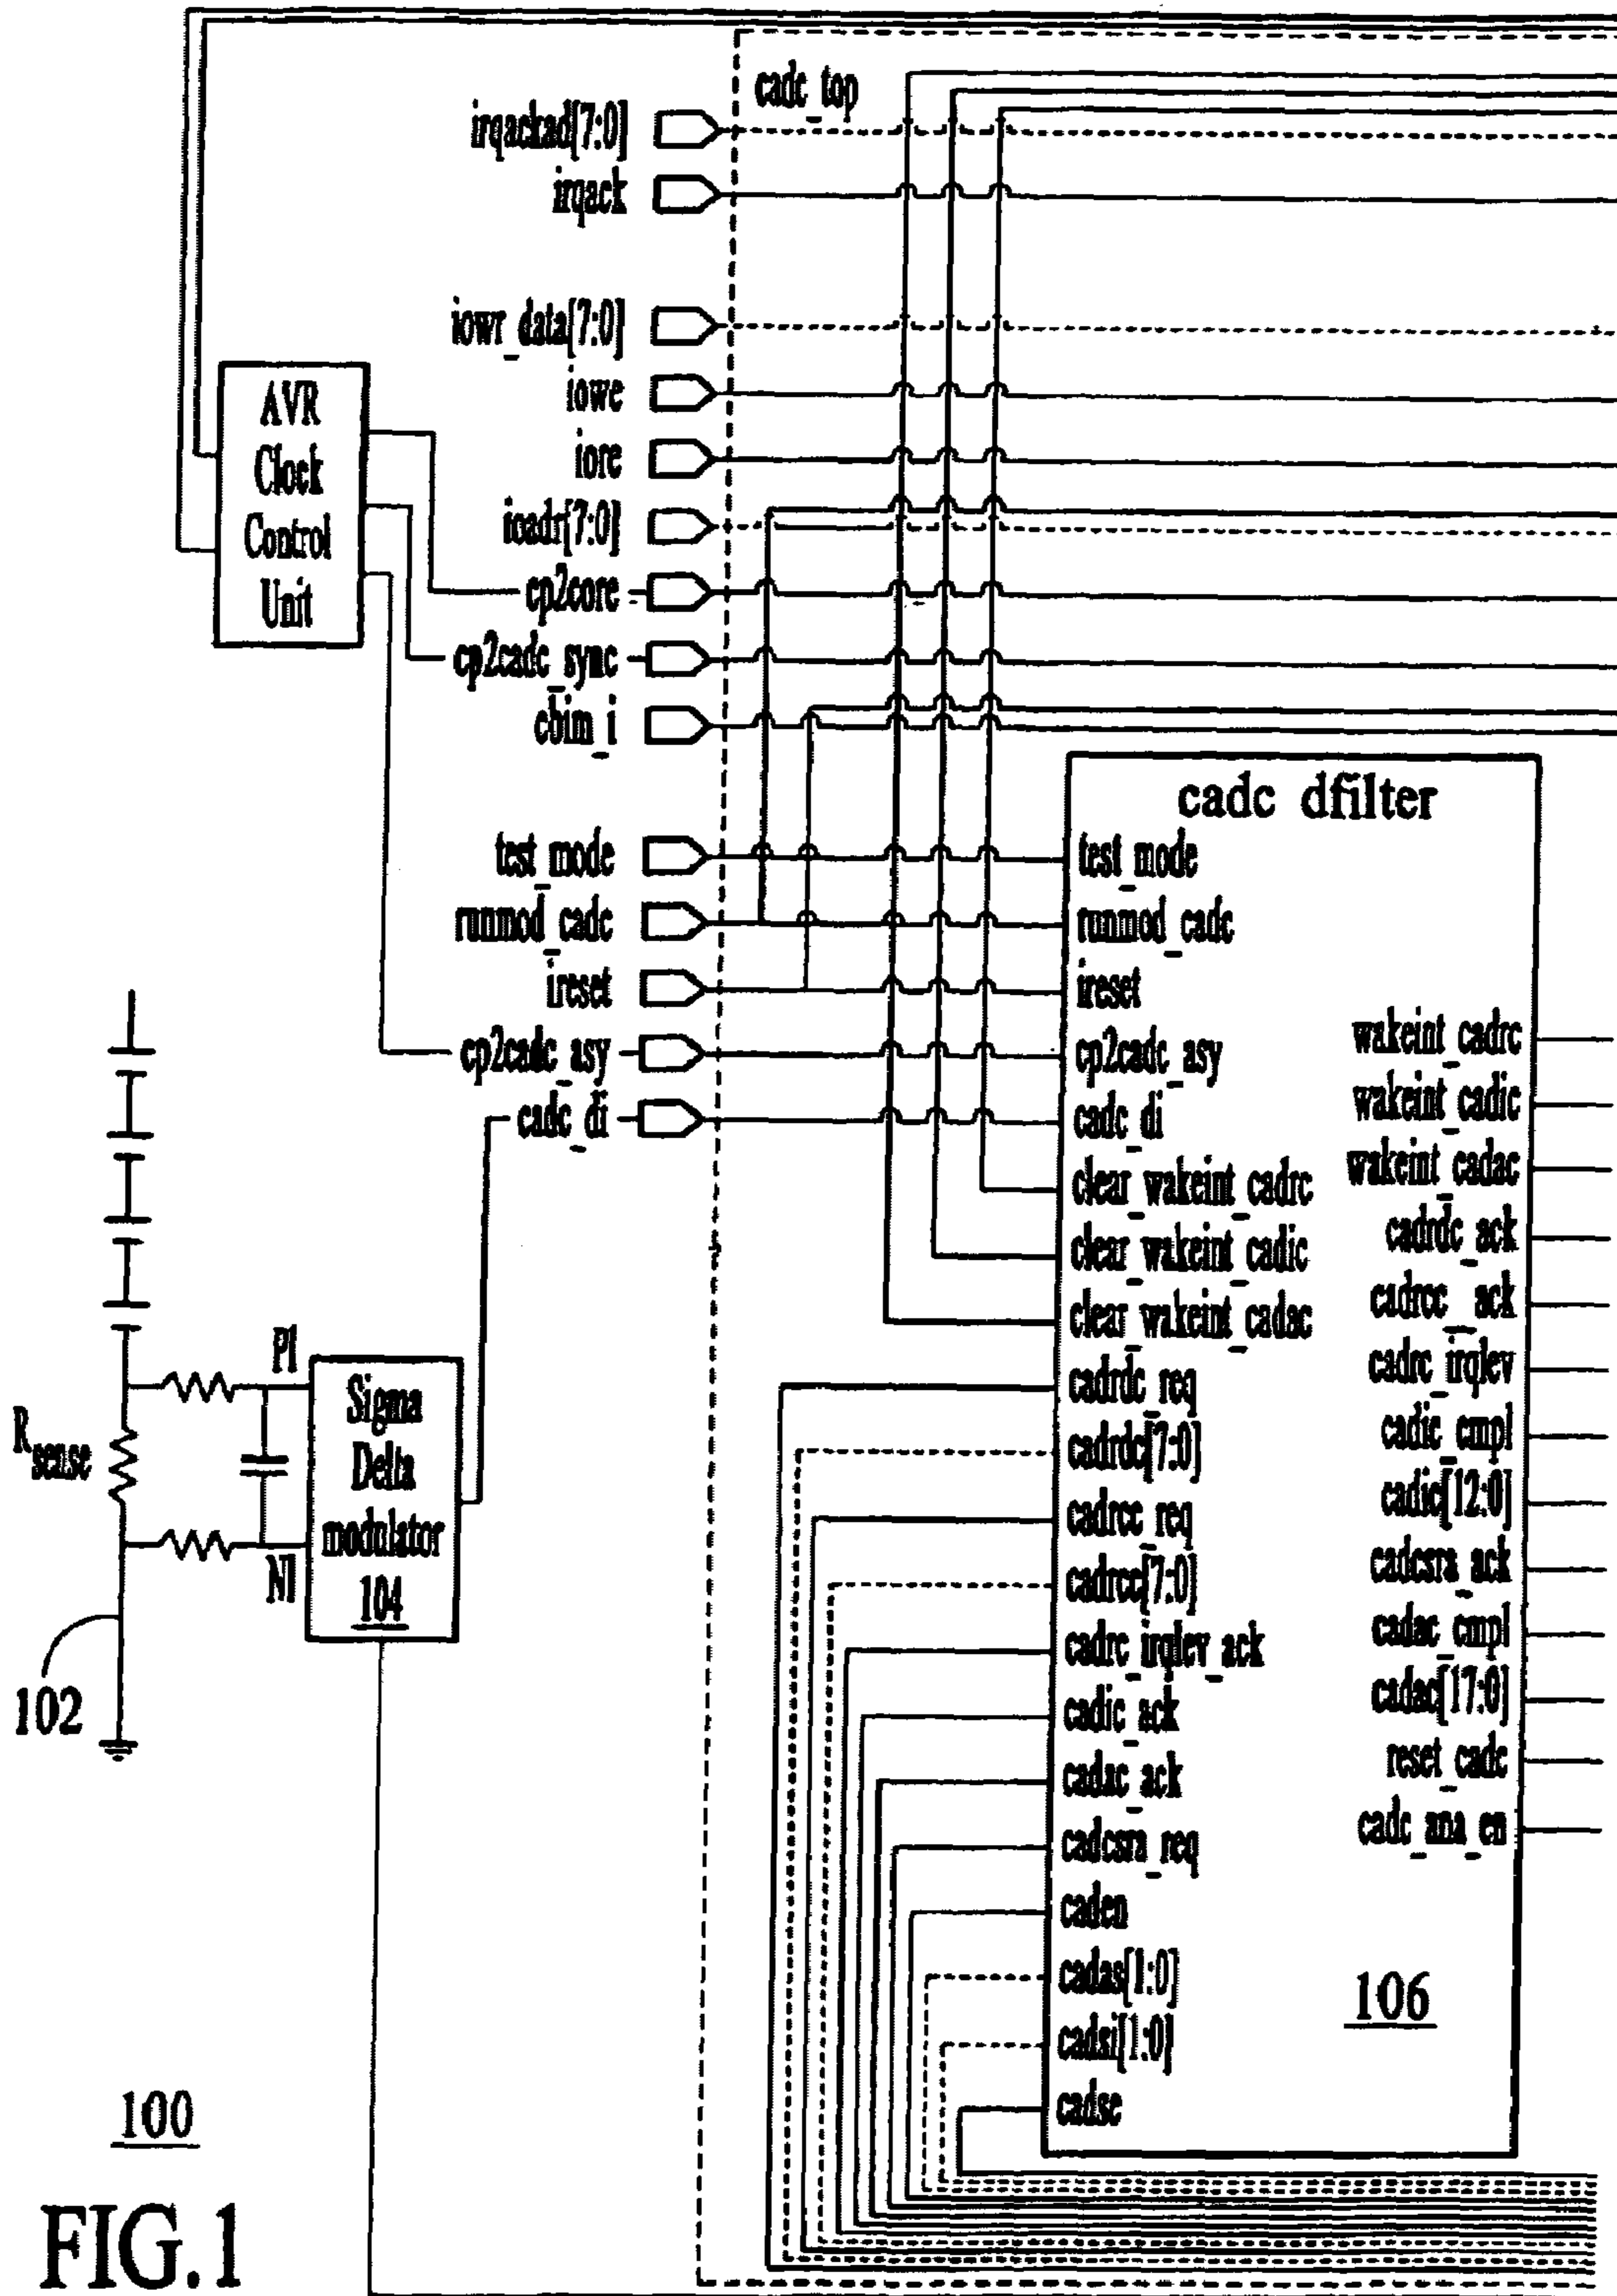 cadc_top
irqackad[7:0]
irqack
iowr_data[7:0]
iowe
iore
ioadr[7:0]
cp2core
cp2cadc_sync
cbim_i
test_mode
runmod_cadc
ireset
cp2cadc_asy
cadc_di
AVR
Clock
Control
Unit
R sense
PI
NI
Sigma
Delta
modulator
104
102
cadc dfilter
test_mode
runmod_cadc
ireset
cp2cadc_asy
cadc_di
clear_wakeint_cadrc
clear_wakeint_cadic
clear_wakeint_cadac
cadrdc_req
cadrdc[7:0]
cadrcc_req
cadrcc[7:0]
cadrc_irqlev_ack
cadic_ack
cadac_ack
cadcsra_req
caden
cadas[1:0]
cadsi[1:0]
cadse
wakeint_cadrc
wakeint_cadic
wakeint_cadac
cadrdc_ack
cadrcc_ack
cadrc_irqlev
cadic_cmpl
cadic[12:0]
cadcsra_ack
cadac_cmpl
cadac[17:0]
reset_cadc
cadc_ana_en
106
100
FIG.1